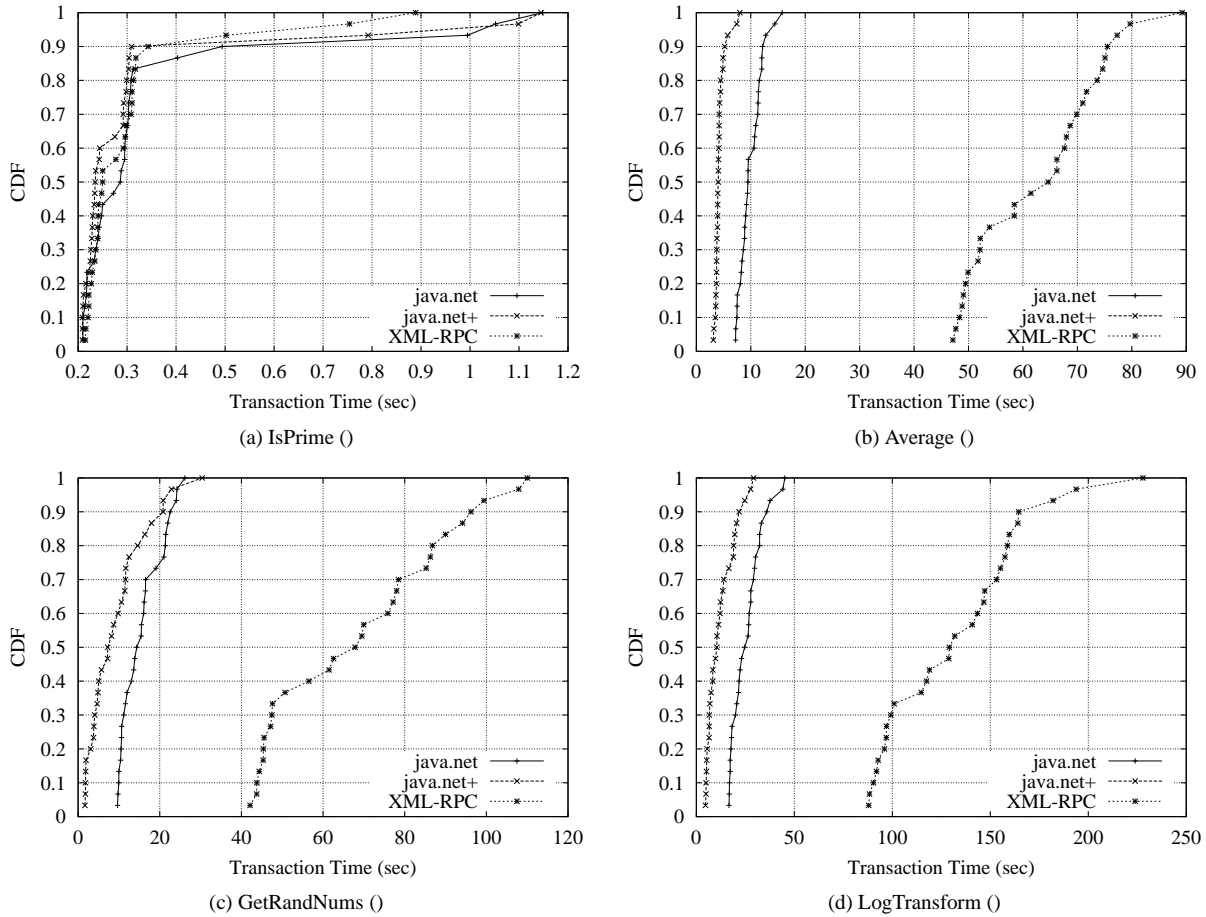 1
0.9
0.8
0.7
0.6
0.5
0.4
0.3
0.2
0.1
0
CDF
java.net
java.net+
XML-RPC
0.2 0.3 0.4 0.5 0.6 0.7 0.8 0.9 1 1.1 1.2
Transaction Time (sec)
(a) IsPrime ()
1
0.9
0.8
0.7
0.6
0.5
0.4
0.3
0.2
0.1
0
CDF
java.net
java.net+
XML-RPC
0 10 20 30 40 50 60 70 80 90
Transaction Time (sec)
(b) Average ()
1
0.9
0.8
0.7
0.6
0.5
0.4
0.3
0.2
0.1
0
CDF
java.net
java.net+
XML-RPC
0 20 40 60 80 100 120
Transaction Time (sec)
(c) GetRandNums ()
1
0.9
0.8
0.7
0.6
0.5
0.4
0.3
0.2
0.1
0
CDF
java.net
java.net+
XML-RPC
0 50 100 150 200 250
Transaction Time (sec)
(d) LogTransform ()